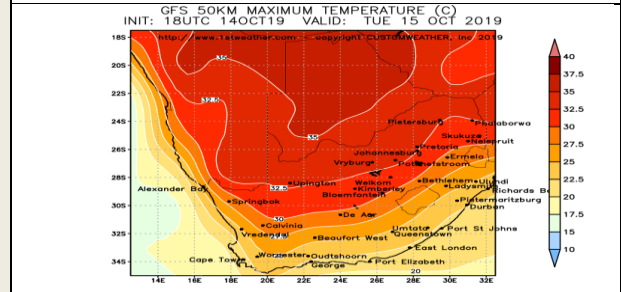 GFS 50KM MAXIMUM TEMPERATURE (C)
INIT: 18UTC 14OCT19 VALID: TUE 15 OCT 2019
http://www.1stweather.com - copyright CUSTOMWEATHER, Inc 2019
18S
20S
22S
24S
26S
28S
30S
32S
34S
35
32.5
35
32.5
30
20
Pietersburg
Phalaborwa
Skukuza
Nelspruit
Pretoria
Johannesburg
Ermelo
Vryburg
Potchefstroom
Welkom
Bethlehem
Ulundi
Upington
Kimberley
Ladysmith
Alexander Bay
Bloemfontein
Richards Ba
Springbok
Pietermaritzburg
De Aar
Durban
Calvinia
Vredendal
Umtata
Port St Johns
Beaufort West
Queenstown
East London
Cape Town
Worcester
Oudtshoorn
George
Port Elizabeth
14E 16E 18E 20E 22E 24E 26E 28E 30E 32E
40
37.5
35
32.5
30
27.5
25
22.5
20
17.5
15
10